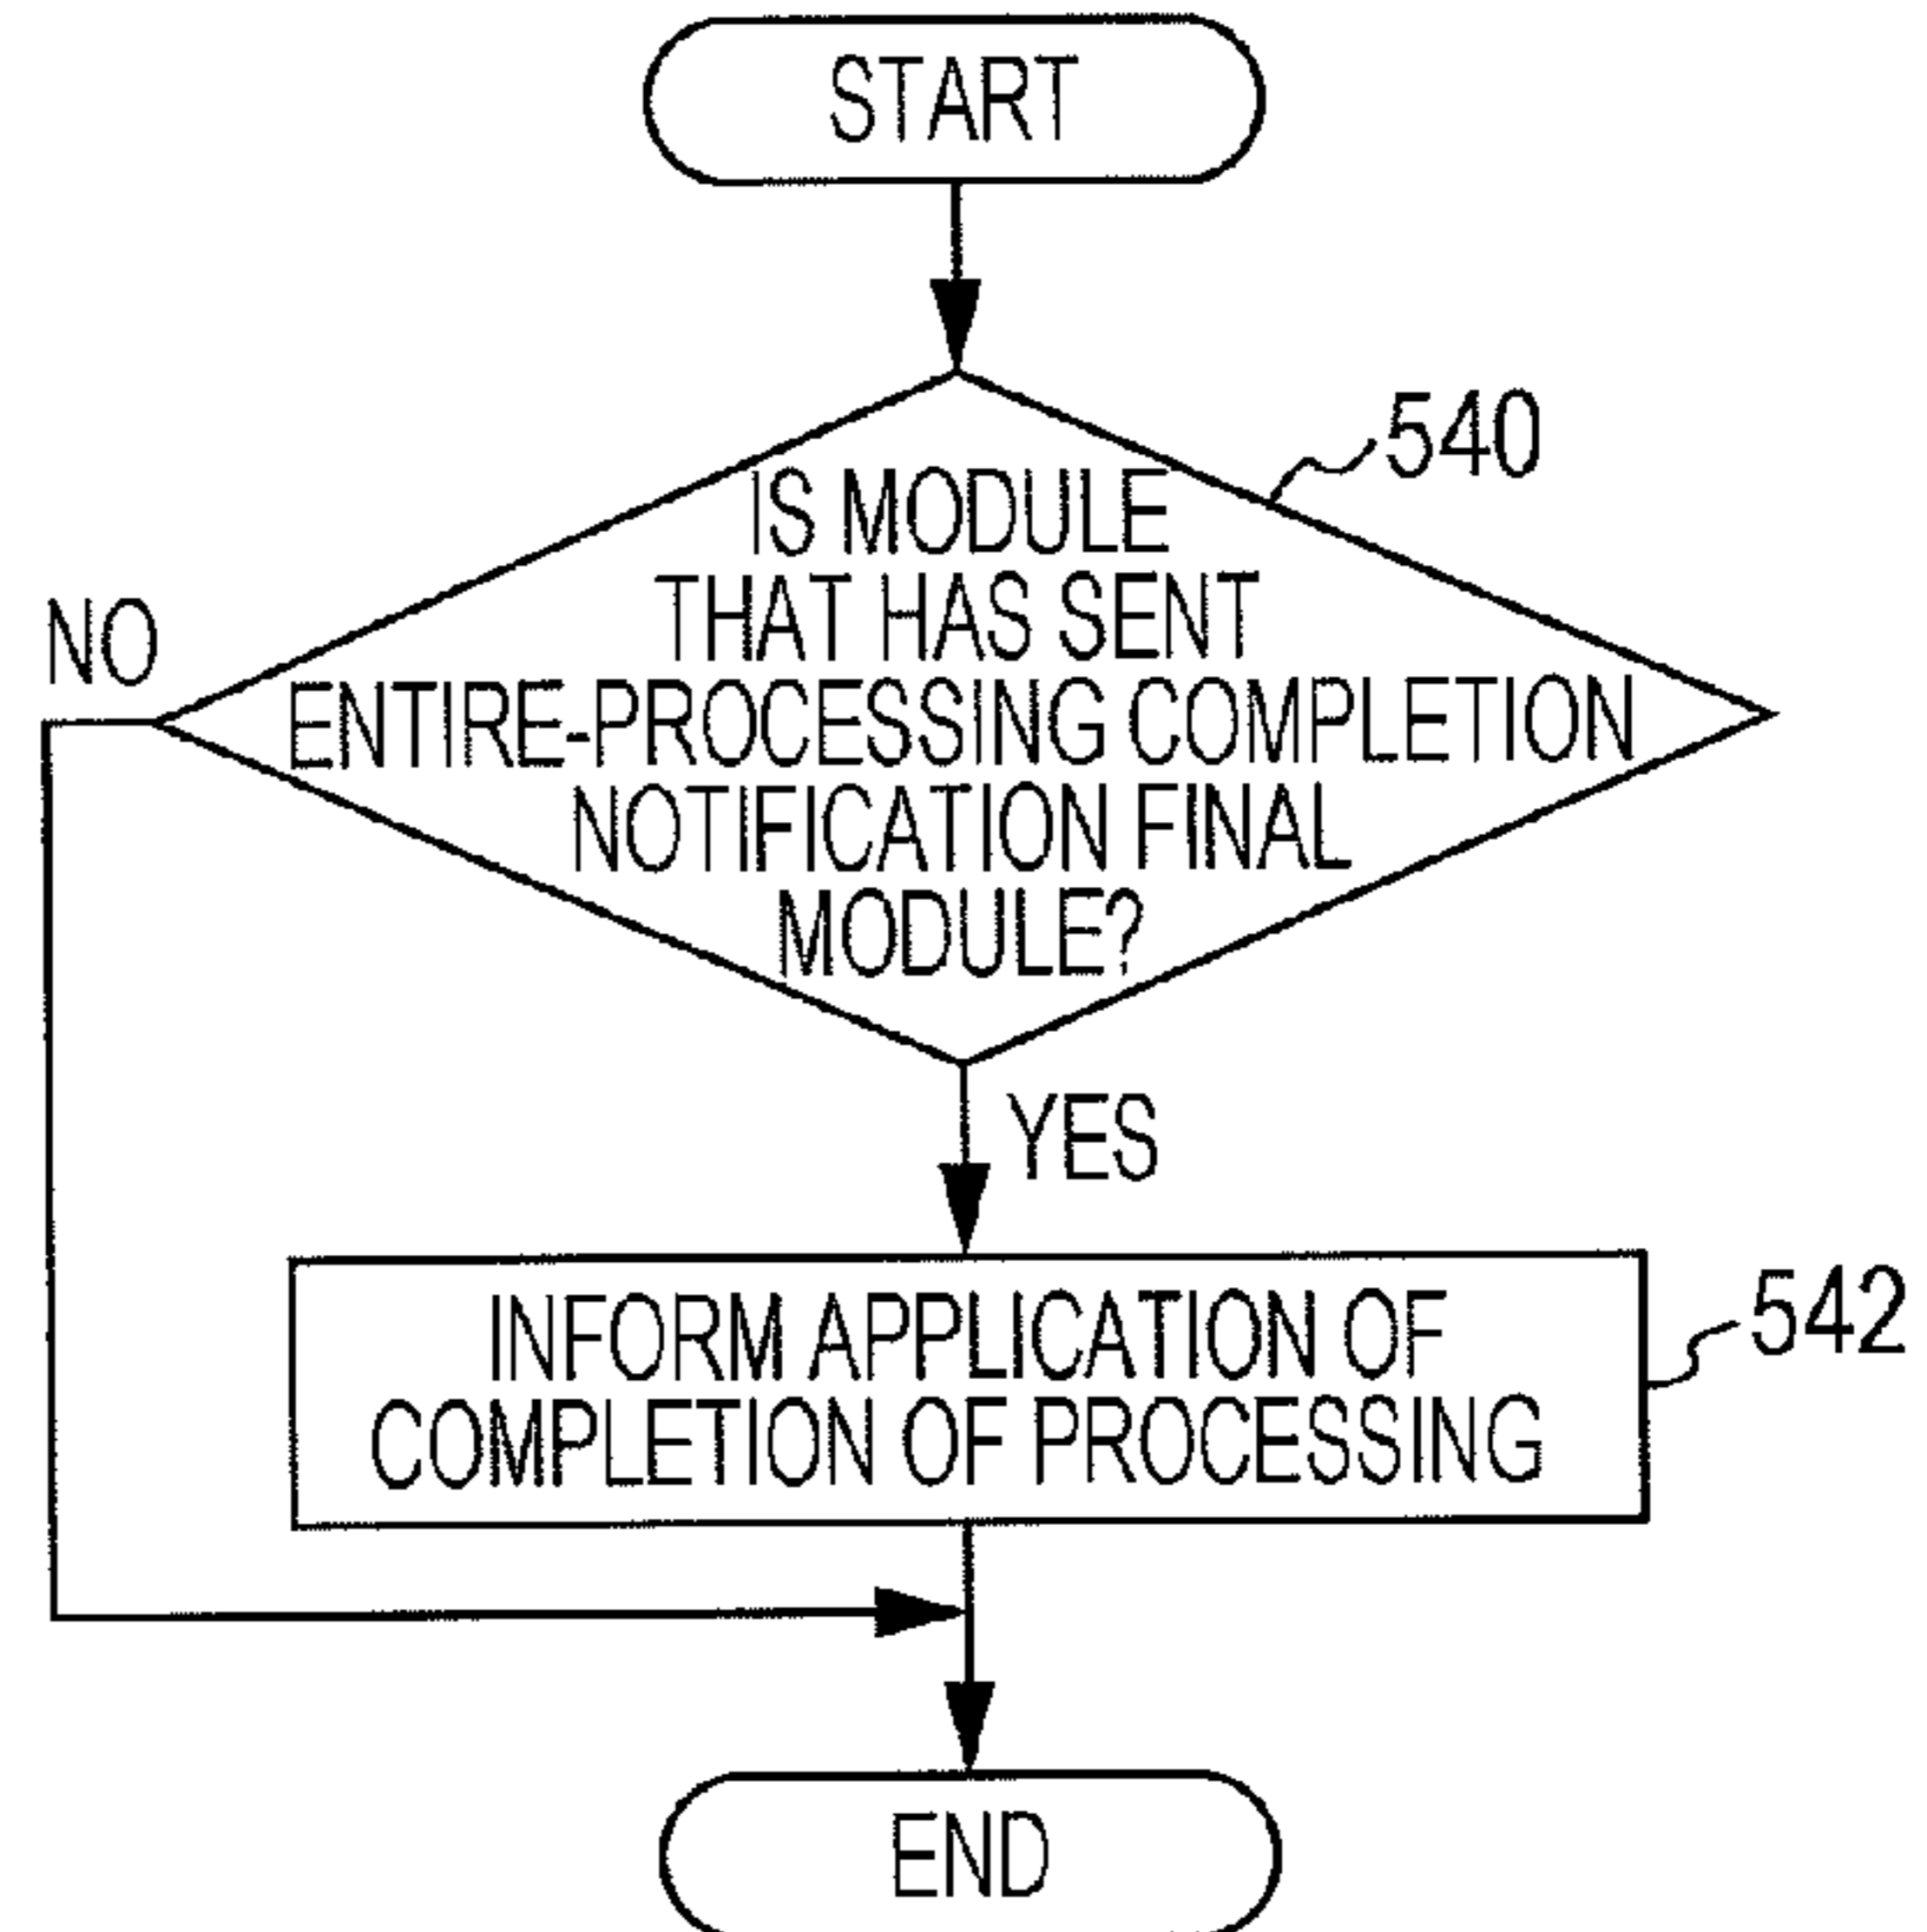 START
540
IS MODULE
THAT HAS SENT
NO
ENTIRE-PROCESSING COMPLETION
NOTIFICATION FINAL
MODULE?
YES
INFORM APPLICATION OF
542
COMPLETION OF PROCESSING
END